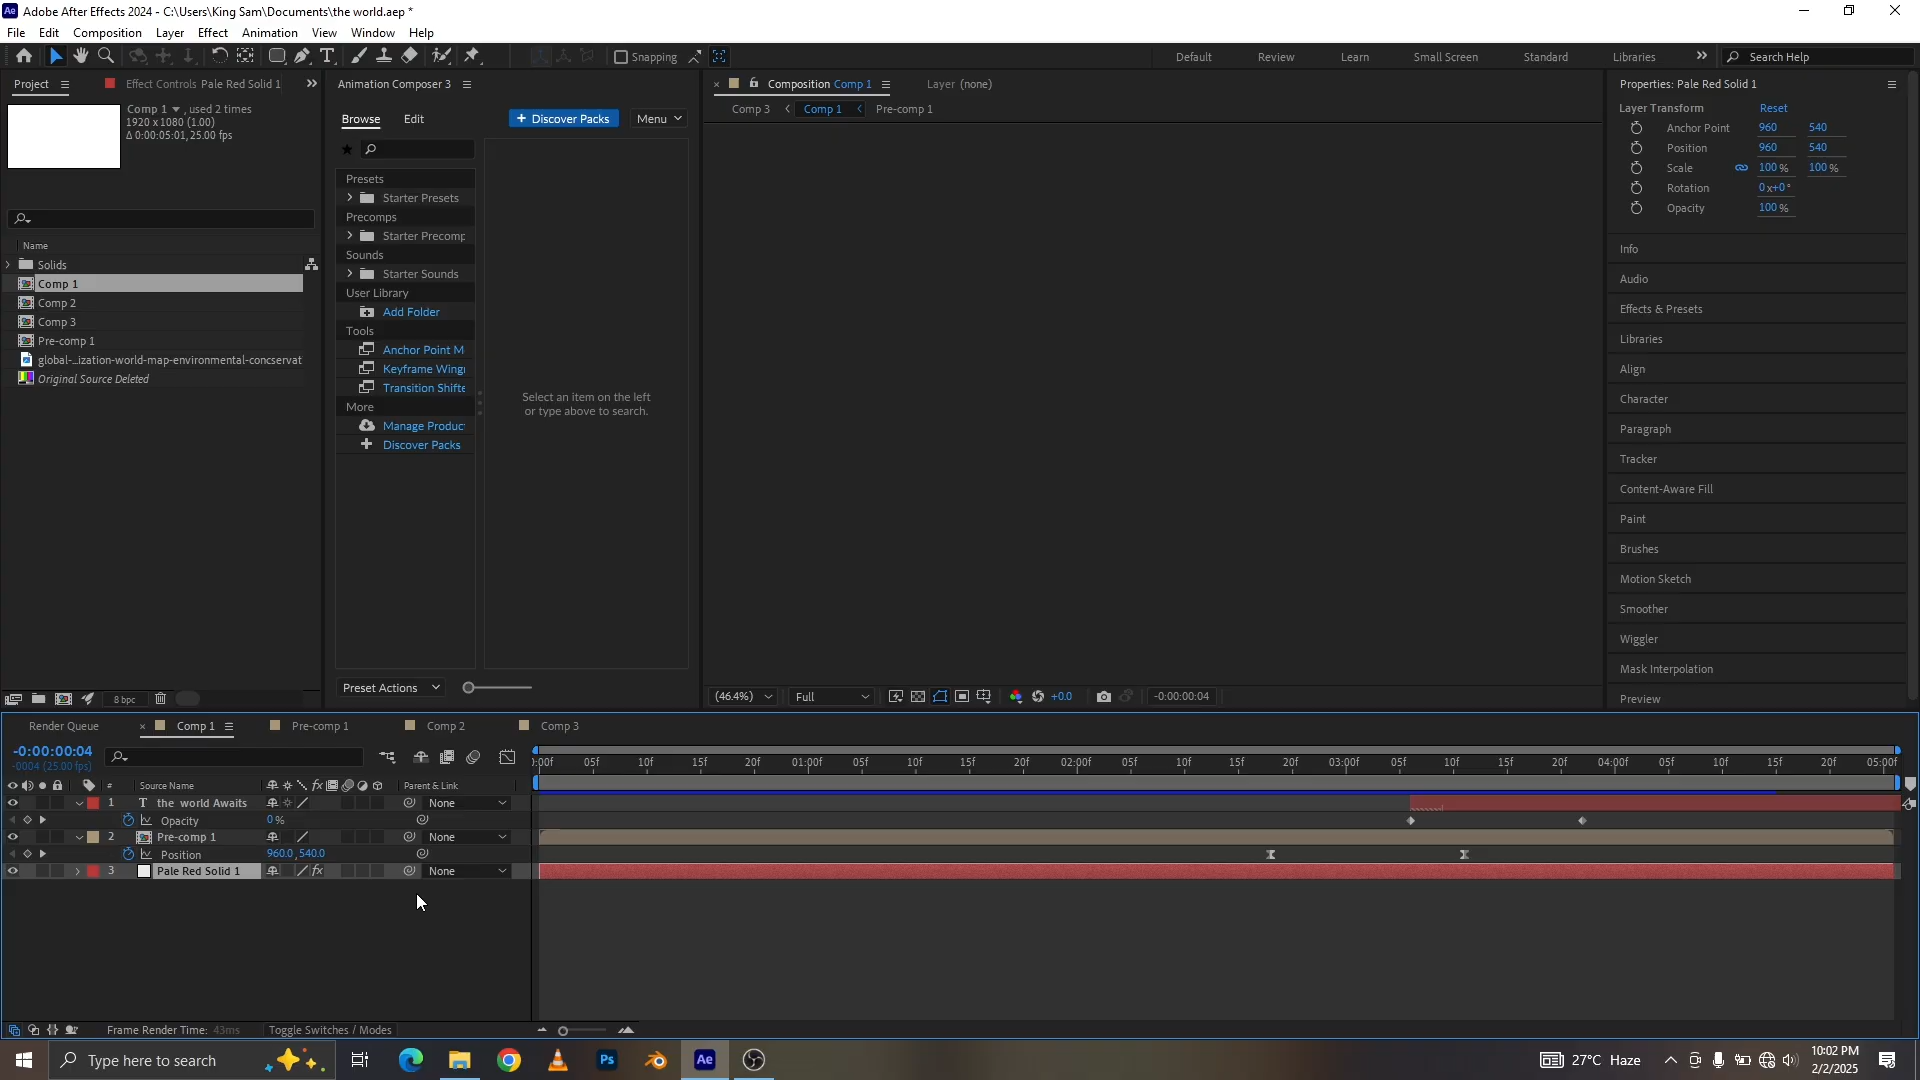 Adobe After Effects 2024 - C:\Users\King Sam\Documents\the world.aep *
File Edit Composition Layer Effect Animation View Window Help
Snapping Default Review Learn Small Screen Standard Libraries Search Help
Project Effect Controls Pale Red Solid 1
Comp 1 , used 2 times
1920 x 1080 (1.00)
Δ 0:00:05:01, 25.00 fps
Name
Solids
Comp 1
Comp 2
Comp 3
Pre-comp 1
global-...ization-world-map-environmental-concservat
Original Source Deleted
8 bpc
Animation Composer 3
Browse Edit + Discover Packs Menu
Presets
Starter Presets
Precomps
Starter Precomp
Sounds
Starter Sounds
User Library
Add Folder
Tools
Anchor Point M
Keyframe Wing
Transition Shifte
More
Manage Produc
Discover Packs
Select an item on the left
or type above to search.
Preset Actions
Composition Comp 1 Layer (none)
Comp 3 Comp 1 Pre-comp 1
(46.4%) Full +0.0 -0:00:00:04
Properties: Pale Red Solid 1
Layer Transform Reset
Anchor Point 960 540
Position 960 540
Scale 100 % 100 %
Rotation 0x+0°
Opacity 100 %
Info
Audio
Effects & Presets
Libraries
Align
Character
Paragraph
Tracker
Content-Aware Fill
Paint
Brushes
Motion Sketch
Smoother
Wiggler
Mask Interpolation
Preview
Render Queue Comp 1 Pre-comp 1 Comp 2 Comp 3
-0:00:00:04
-0004 (25.00 fps)
):00f 05f 10f 15f 20f 01:00f 05f 10f 15f 20f 02:00f 05f 10f 15f 20f 03:00f 05f 10f 15f 20f 04:00f 05f 10f 15f 20f 05:00f
# Source Name fx Parent & Link
1 T the world Awaits None
Opacity 0 %
2 Pre-comp 1 None
Position 960.0, 540.0
3 Pale Red Solid 1 fx None
Frame Render Time: 43ms Toggle Switches / Modes
Type here to search Ps Ae 27°C Haze 10:02 PM
2/2/2025